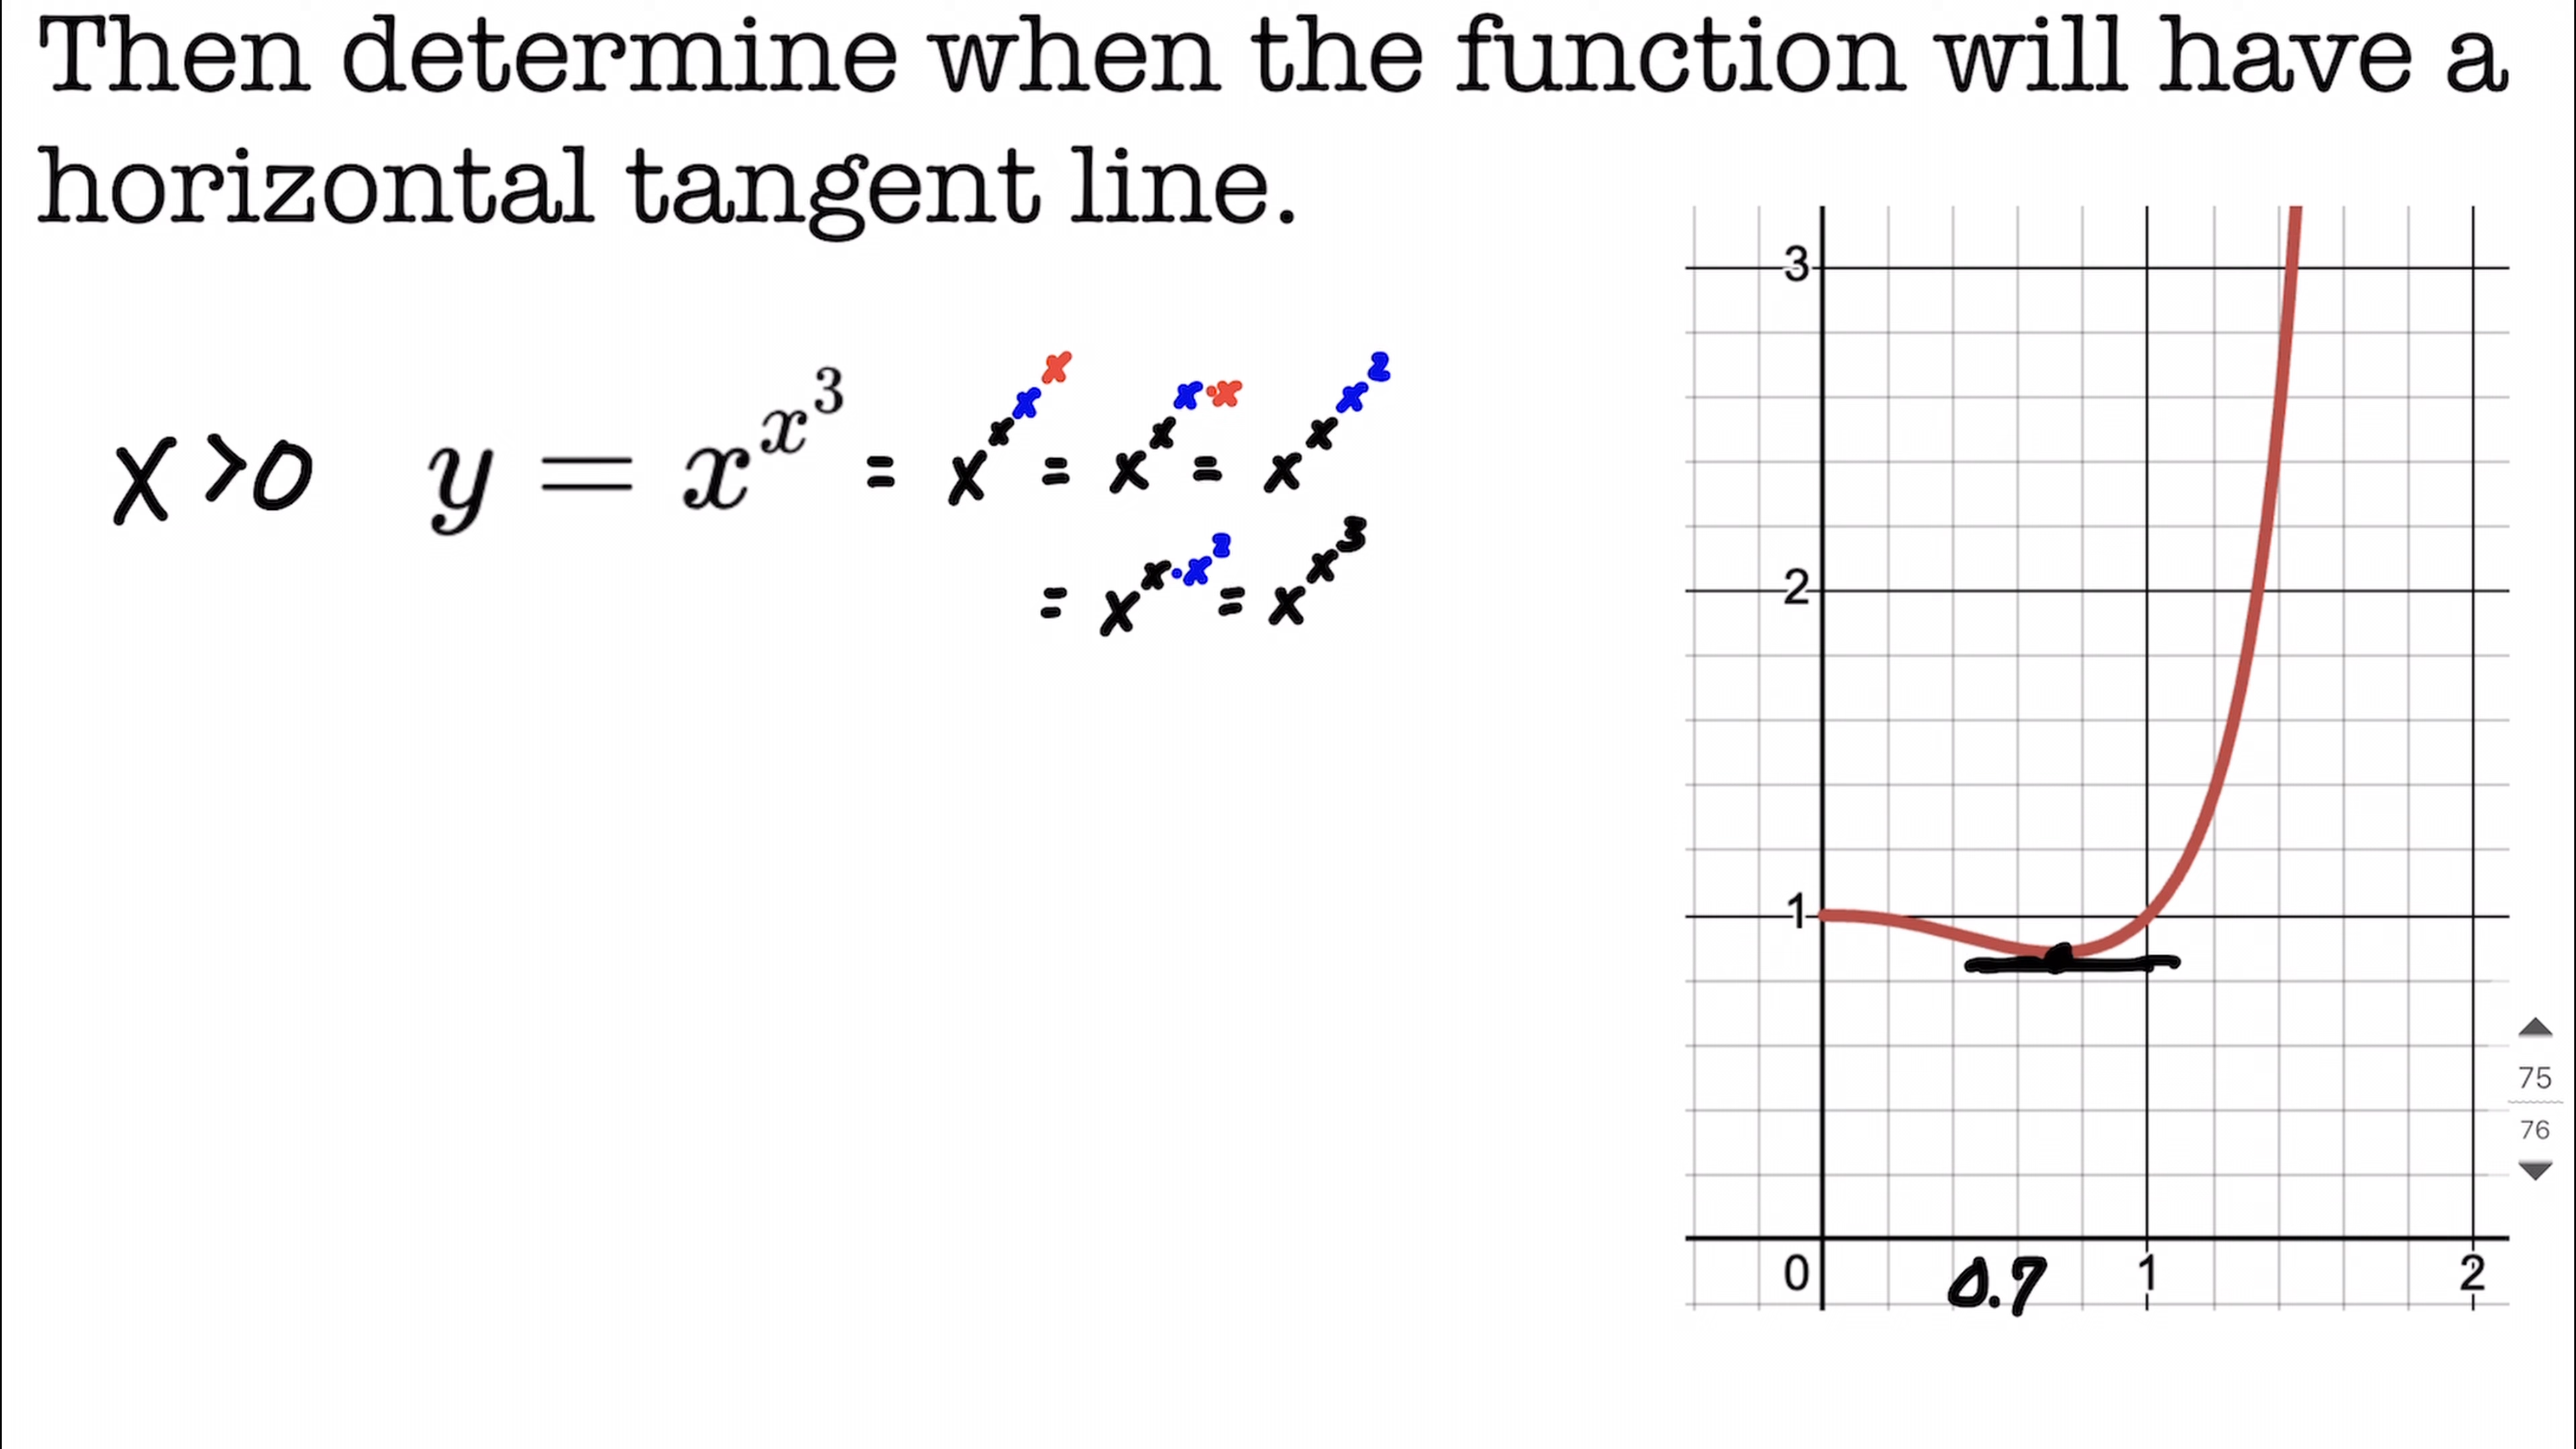 Then determine when the function will have a
horizontal tangent line.
x>0 y = x^{x^3} = x^{x^{x^x}} = x^{x^{x·x}} = x^{x^{x^2}}
= x^{x·x^2} = x^{x^3}
3
2
1
0 0.7 1 2
75
76